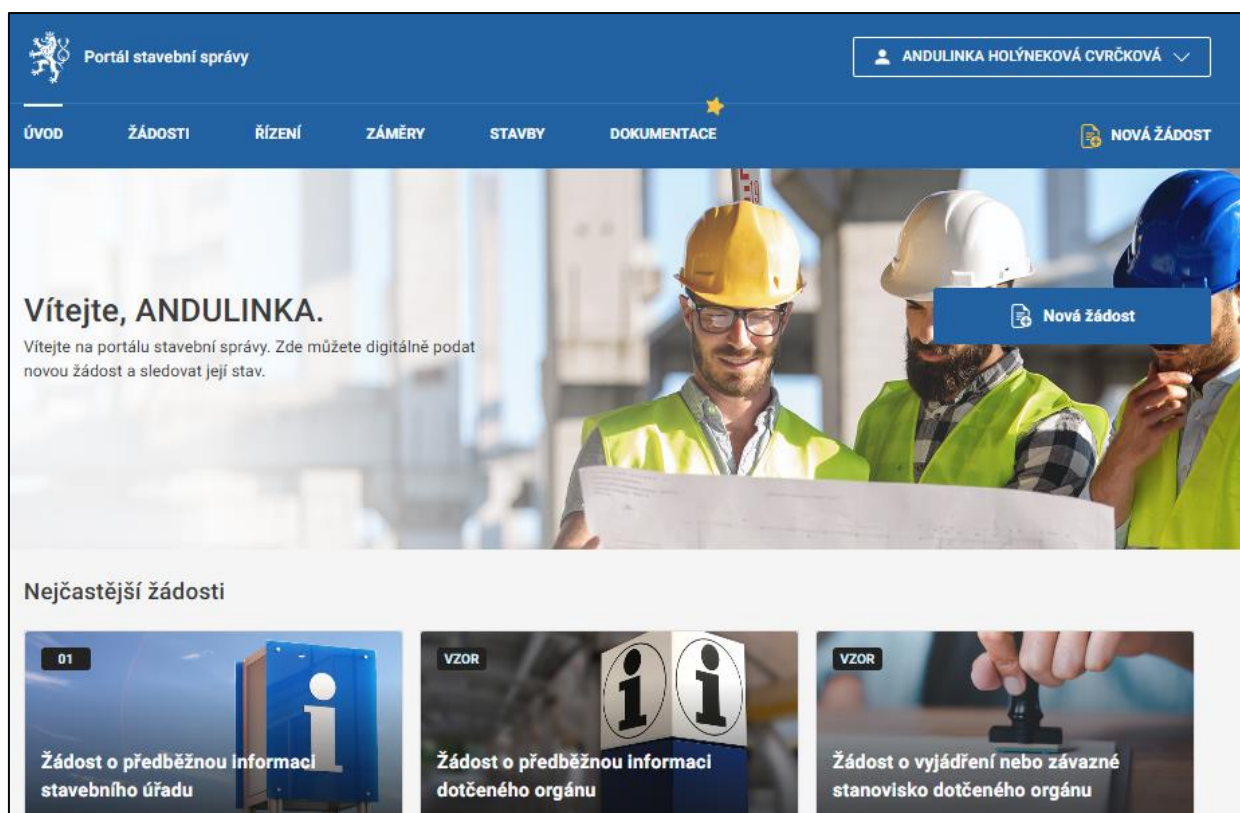 Portál stavební správy
ANDULINKA HOLÝNEKOVÁ CVRČKOVÁ
ÚVOD ŽÁDOSTI ŘÍZENÍ ZÁMĚRY STAVBY DOKUMENTACE NOVÁ ŽÁDOST
Vítejte, ANDULINKA.
Vítejte na portálu stavební správy. Zde můžete digitálně podat
novou žádost a sledovat její stav.
Nová žádost
Nejčastější žádosti
01
Žádost o předběžnou informaci
stavebního úřadu
VZOR
Žádost o předběžnou informaci
dotčeného orgánu
VZOR
Žádost o vyjádření nebo závazné
stanovisko dotčeného orgánu